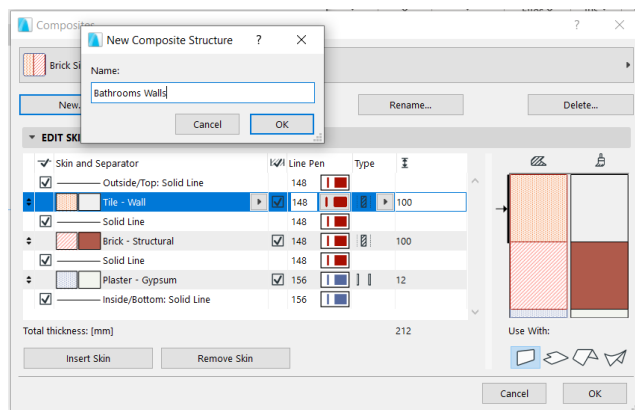 Composites
? ×
New Composite Structure ? ×
Brick Si
Name:
Bathrooms Walls
Cancel OK
New. Rename... Delete...
EDIT SKI
Skin and Separator Line Pen Type
Outside/Top: Solid Line 148
Tile - Wall 148 100
Solid Line 148
Brick - Structural 148 100
Solid Line 148
Plaster - Gypsum 156 12
Inside/Bottom: Solid Line 156
Total thickness: [mm] 212
Use With:
Insert Skin Remove Skin
Cancel OK